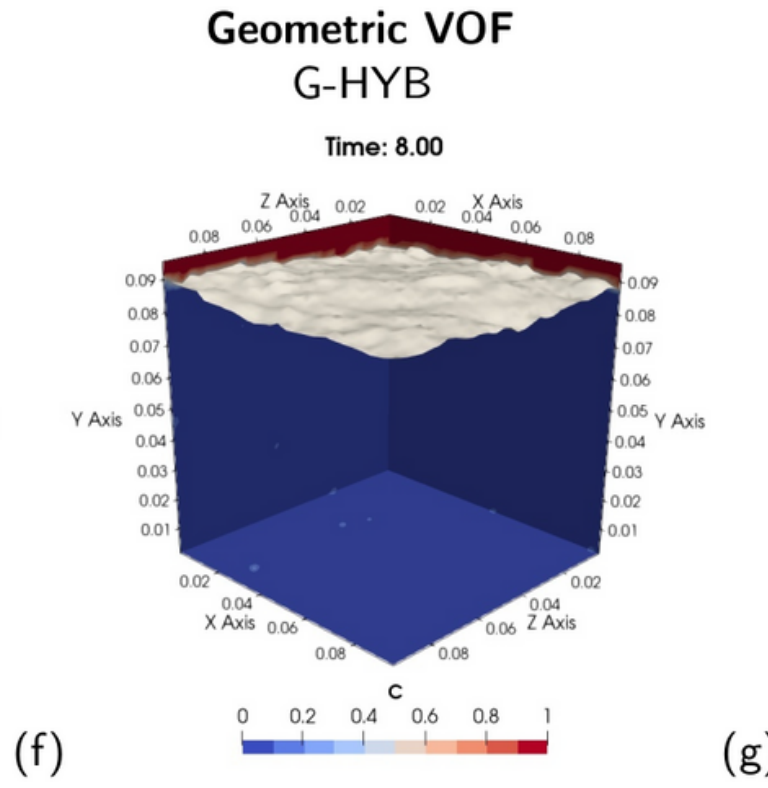 Geometric VOF
G-HYB
Time: 8.00
Z Axis X Axis
0.08 0.06 0.04 0.02 0.02 0.04 0.06 0.08
0.09 0.09
0.08 0.08
0.07 0.07
0.06 0.06
Y Axis 0.05 0.05 Y Axis
0.04 0.04
0.03 0.03
0.02 0.02
0.01 0.01
0.02 0.02
0.04 0.04
X Axis 0.06 0.06 Z Axis
0.08 0.08
c
0 0.2 0.4 0.6 0.8 1
(f) (g)